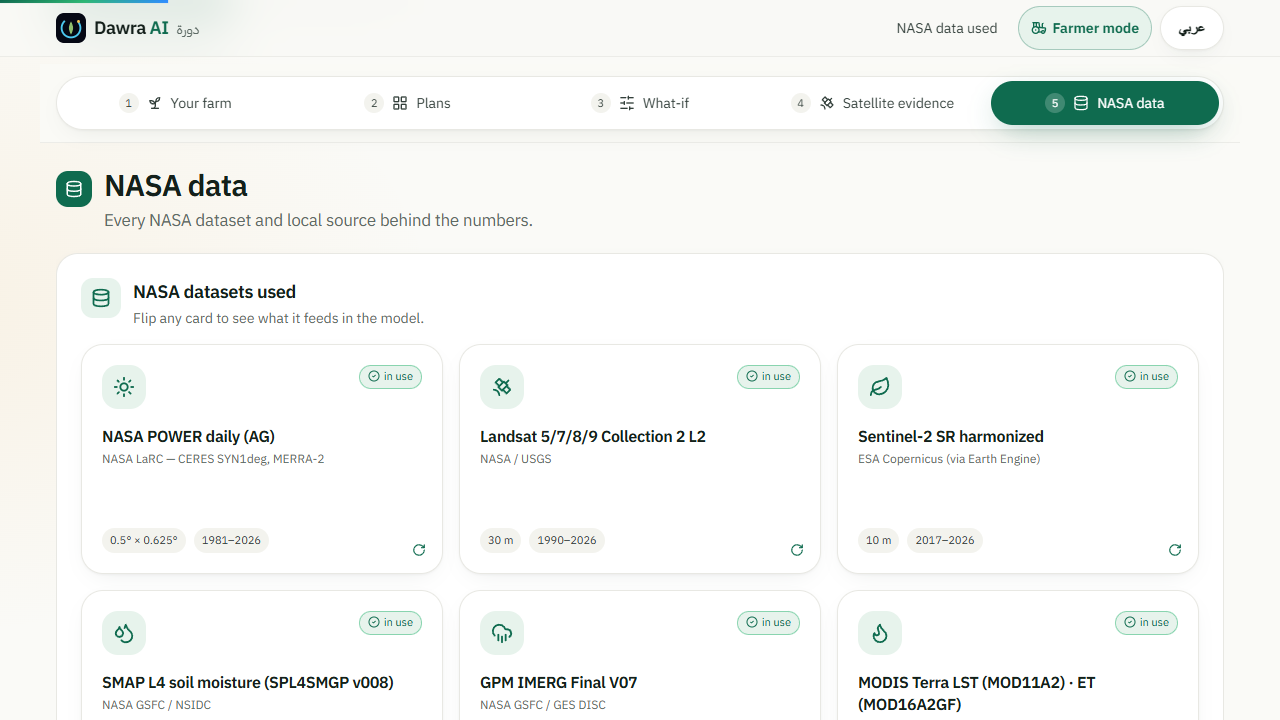 Dawra AI دورة
NASA data used
Farmer mode
عربي
1 Your farm
2 Plans
3 What-if
4 Satellite evidence
5 NASA data
NASA data
Every NASA dataset and local source behind the numbers.
NASA datasets used
Flip any card to see what it feeds in the model.
in use
NASA POWER daily (AG)
NASA LaRC — CERES SYN1deg, MERRA-2
0.5° × 0.625° 1981–2026
in use
Landsat 5/7/8/9 Collection 2 L2
NASA / USGS
30 m 1990–2026
in use
Sentinel-2 SR harmonized
ESA Copernicus (via Earth Engine)
10 m 2017–2026
in use
SMAP L4 soil moisture (SPL4SMGP v008)
NASA GSFC / NSIDC
in use
GPM IMERG Final V07
NASA GSFC / GES DISC
in use
MODIS Terra LST (MOD11A2) · ET
(MOD16A2GF)